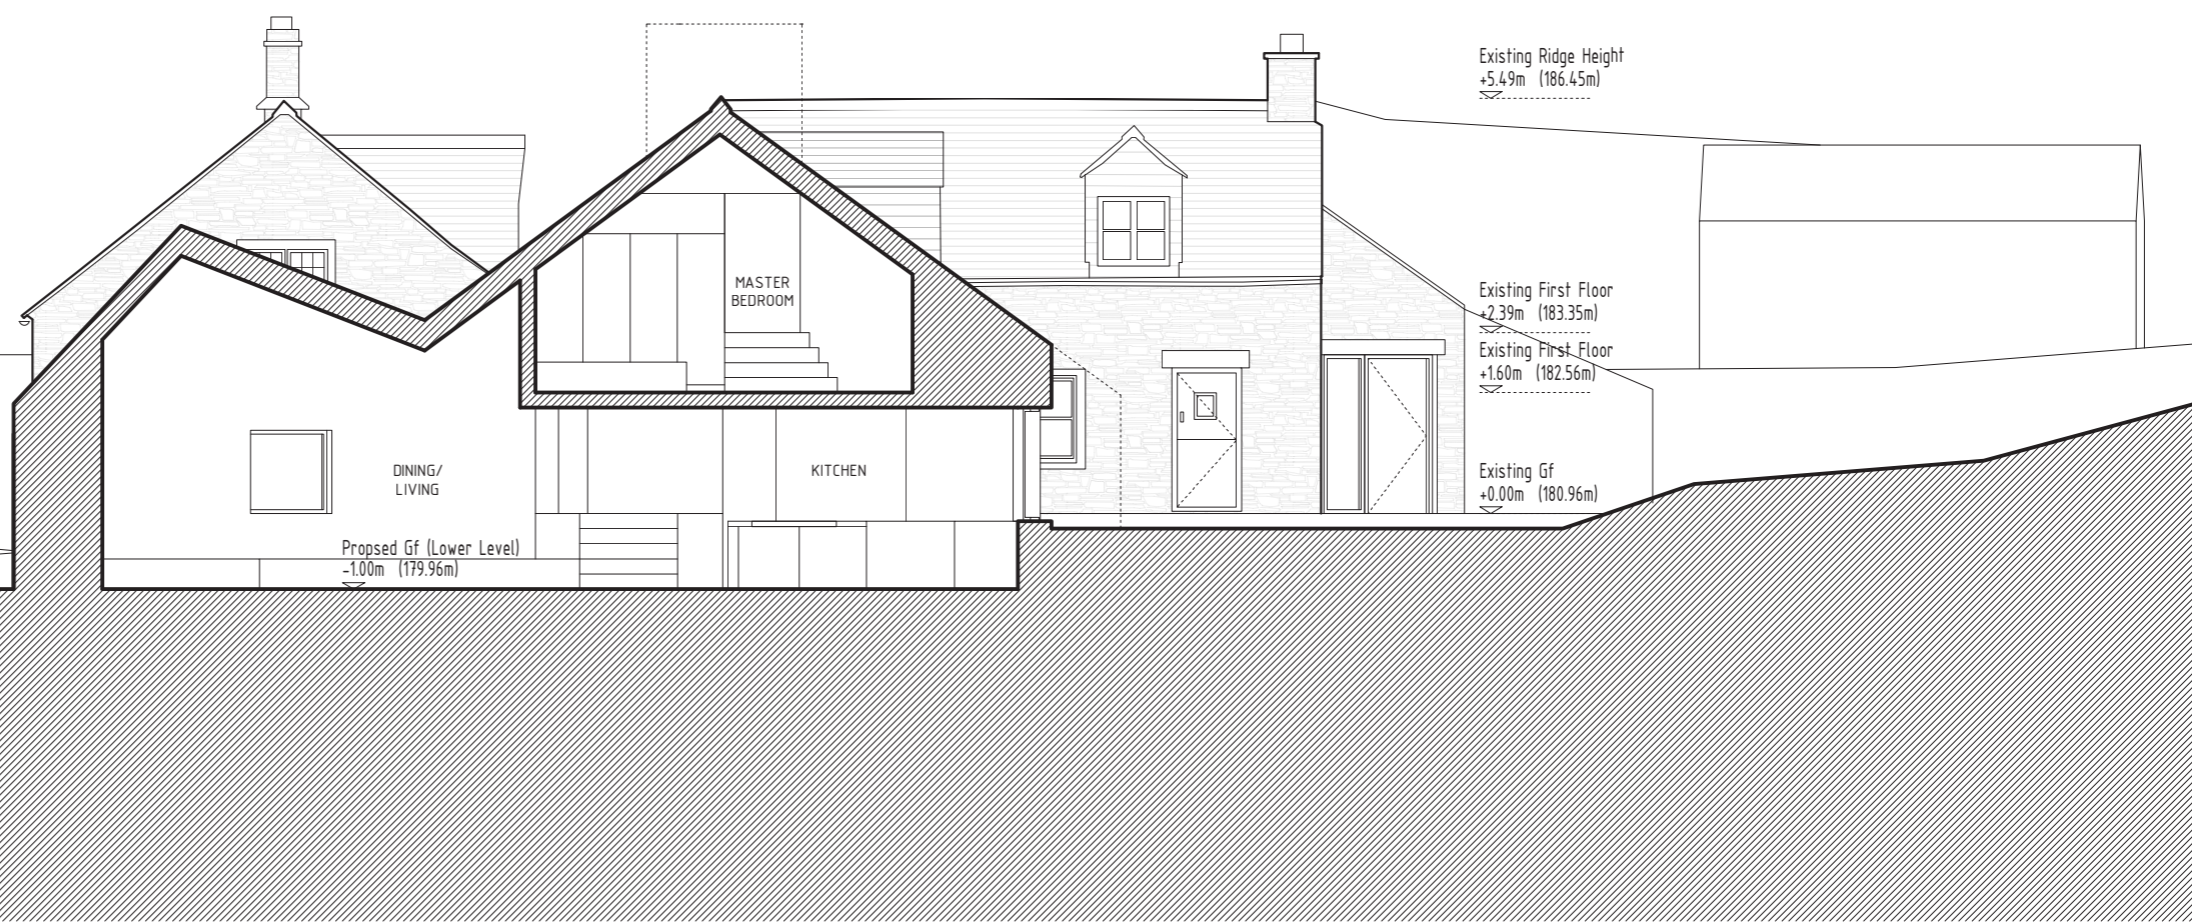 Existing Ridge Height
+5.49m (186.45m)
MASTER
BEDROOM
Existing First Floor
+2.39m (183.35m)
Existing First Floor
+1.60m (182.56m)
DINING/
LIVING
KITCHEN
Existing Gf
+0.00m (180.96m)
Propsed Gf (Lower Level)
-1.00m (179.96m)